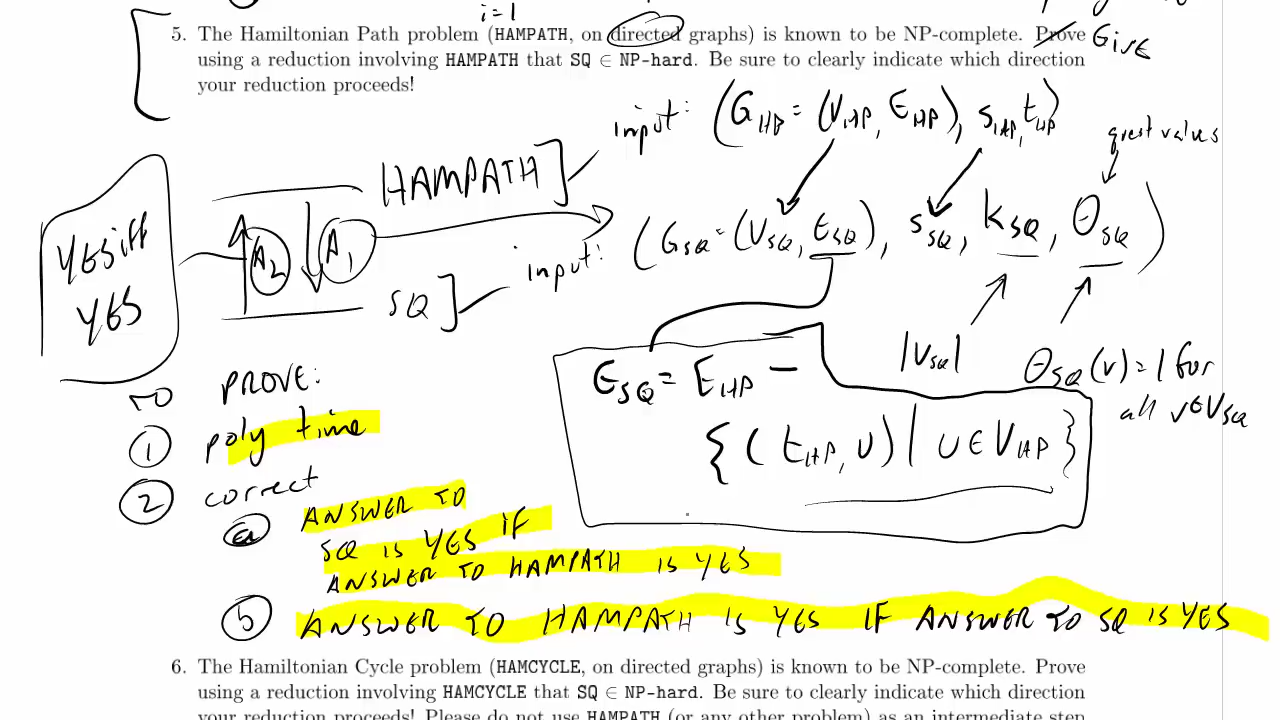 i=1
5. The Hamiltonian Path problem (HAMPATH, on directed graphs) is known to be NP-complete. Prove GIVE
using a reduction involving HAMPATH that SQ ∈ NP-hard. Be sure to clearly indicate which direction
your reduction proceeds!
input: (G_HP = (V_HP, E_HP), s_HP, t_HP)
quest values
HAMPATH
(G_SQ = (V_SQ, E_SQ), s_SQ, k_SQ, θ_SQ)
YES iff
YES
A2 A1
input:
SQ
|V_SQ|
θ_SQ(v) = 1 for
all v∈V_SQ
E_SQ = E_HP −
{(t_HP, u) | u ∈ V_HP}
TO PROVE:
① poly time
② correct
ⓐ ANSWER TO
SQ IS YES IF
ANSWER TO HAMPATH IS YES
ⓑ ANSWER TO HAMPATH IS YES IF ANSWER TO SQ IS YES
6. The Hamiltonian Cycle problem (HAMCYCLE, on directed graphs) is known to be NP-complete. Prove
using a reduction involving HAMCYCLE that SQ ∈ NP-hard. Be sure to clearly indicate which direction
your reduction proceeds! Please do not use HAMPATH (or any other problem) as an intermediate step